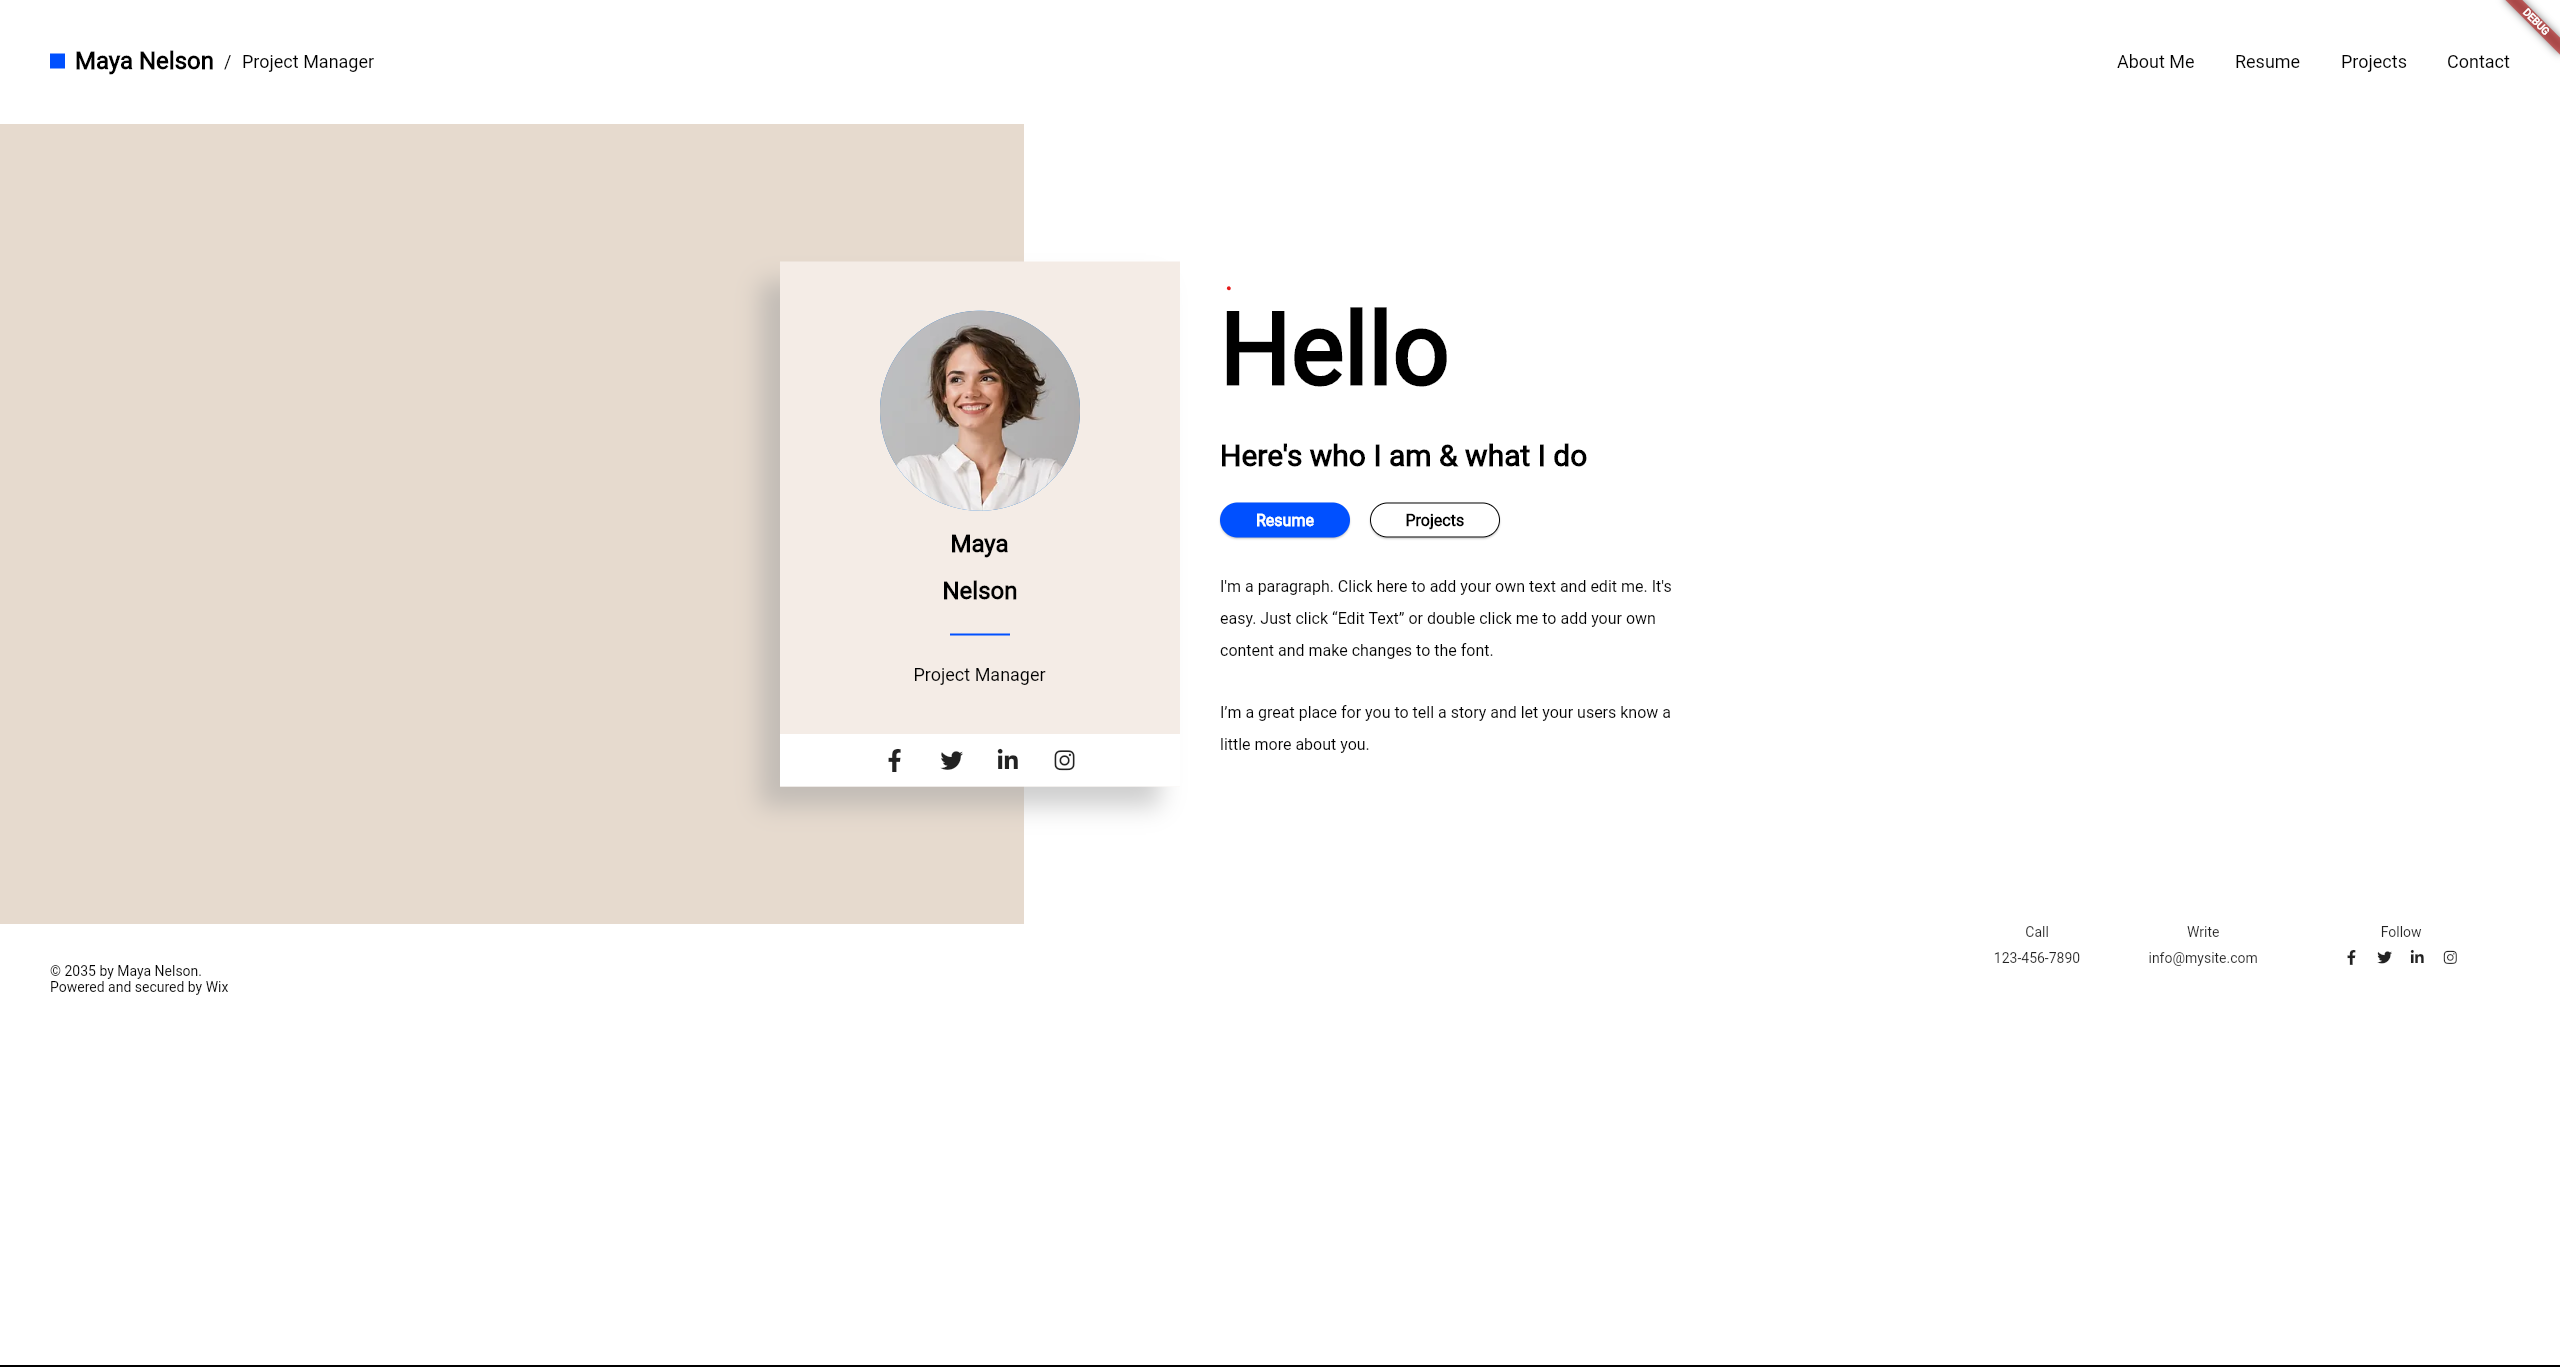 DEBUG
Maya Nelson / Project Manager
About Me Resume Projects Contact
Maya
Nelson
Project Manager
Hello
Here's who I am & what I do
Resume Projects
I'm a paragraph. Click here to add your own text and edit me. It's
easy. Just click “Edit Text” or double click me to add your own
content and make changes to the font.
I’m a great place for you to tell a story and let your users know a
little more about you.
© 2035 by Maya Nelson.
Powered and secured by Wix
Call
123-456-7890
Write
info@mysite.com
Follow